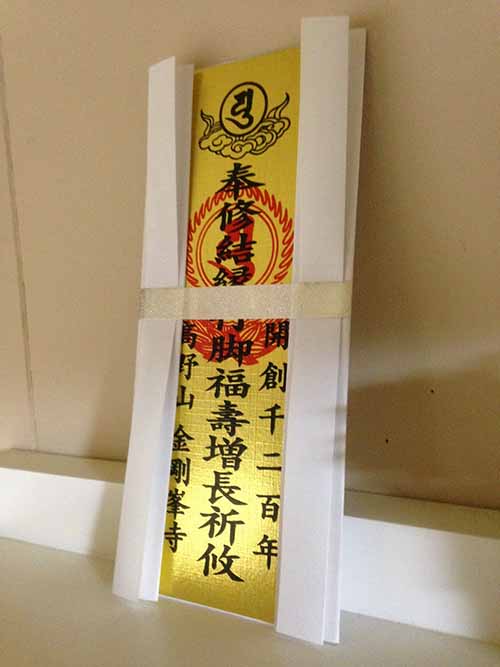 開創千二百年
奉修結縁行脚福壽増長祈攸
高野山 金剛峯寺